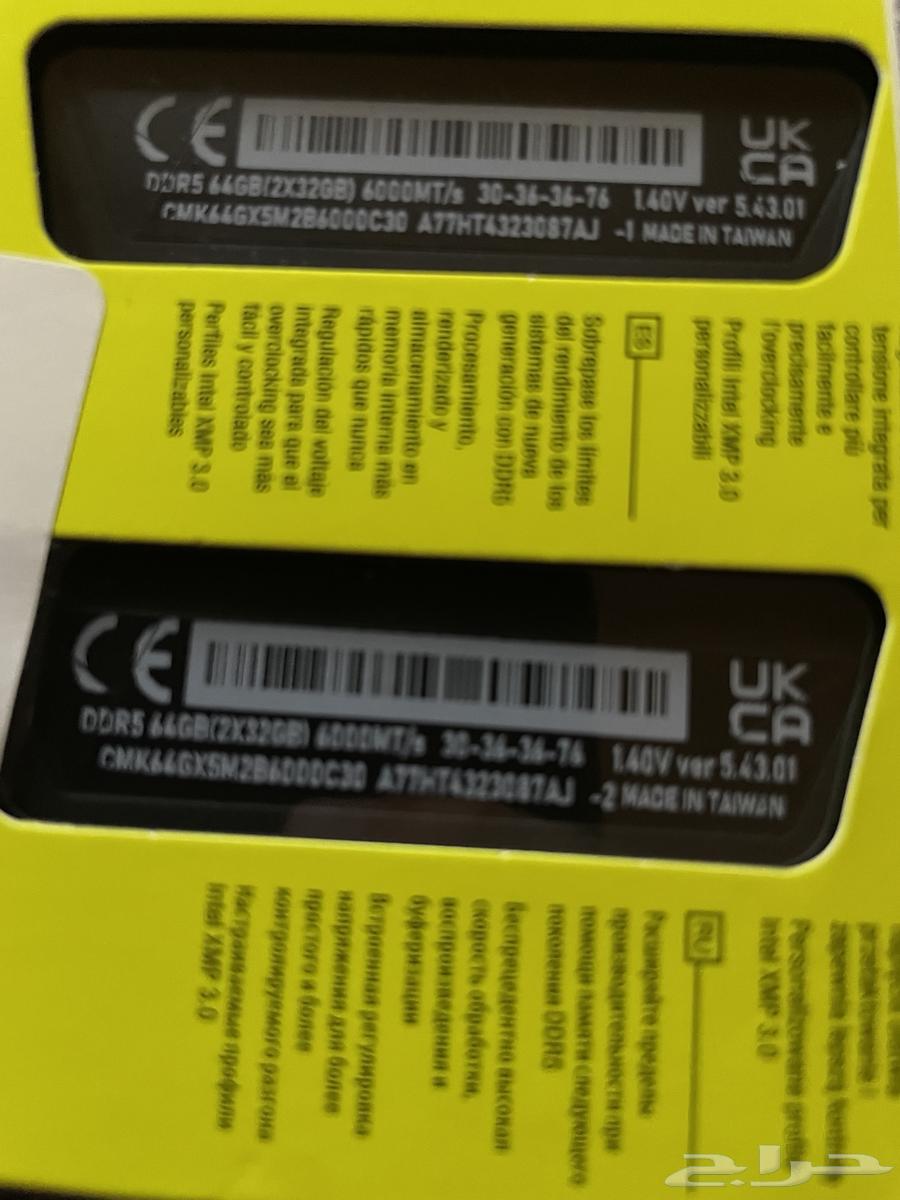 CE
UK
CA
DDR5 64GB(2X32GB) 6000MT/s 30-36-36-76 1.40V ver 5.43.01
CMK64GX5M2B6000C30 A77HT4323087AJ -1 MADE IN TAIWAN
tensione integrata per
controllare più
facilmente e
precisamente
l'overclocking
Profili Intel XMP 3.0
personalizzabili
ES
Sobrepase los límites
del rendimiento de los
sistemas de nueva
generación con DDR5
Procesamiento,
renderizado y
almacenamiento en
memoria interna más
rápidos que nunca
Regulación del voltaje
integrada para que el
overclocking sea más
fácil y controlado
Perfiles Intel XMP 3.0
personalizables
CE
UK
CA
DDR5 64GB(2X32GB) 6000MT/s 30-36-36-76 1.40V ver 5.43.01
CMK64GX5M2B6000C30 A77HT4323087AJ -2 MADE IN TAIWAN
Intel XMP 3.0
RU
Расширьте пределы
производительности при
помощи памяти следующего
поколения DDR5
Беспрецедентно высокая
скорость обработки,
воспроизведения и
буферизации
Встроенная регулировка
напряжения для более
простого и более
контролируемого разгона
Настраиваемые профили
Intel XMP 3.0
حراج